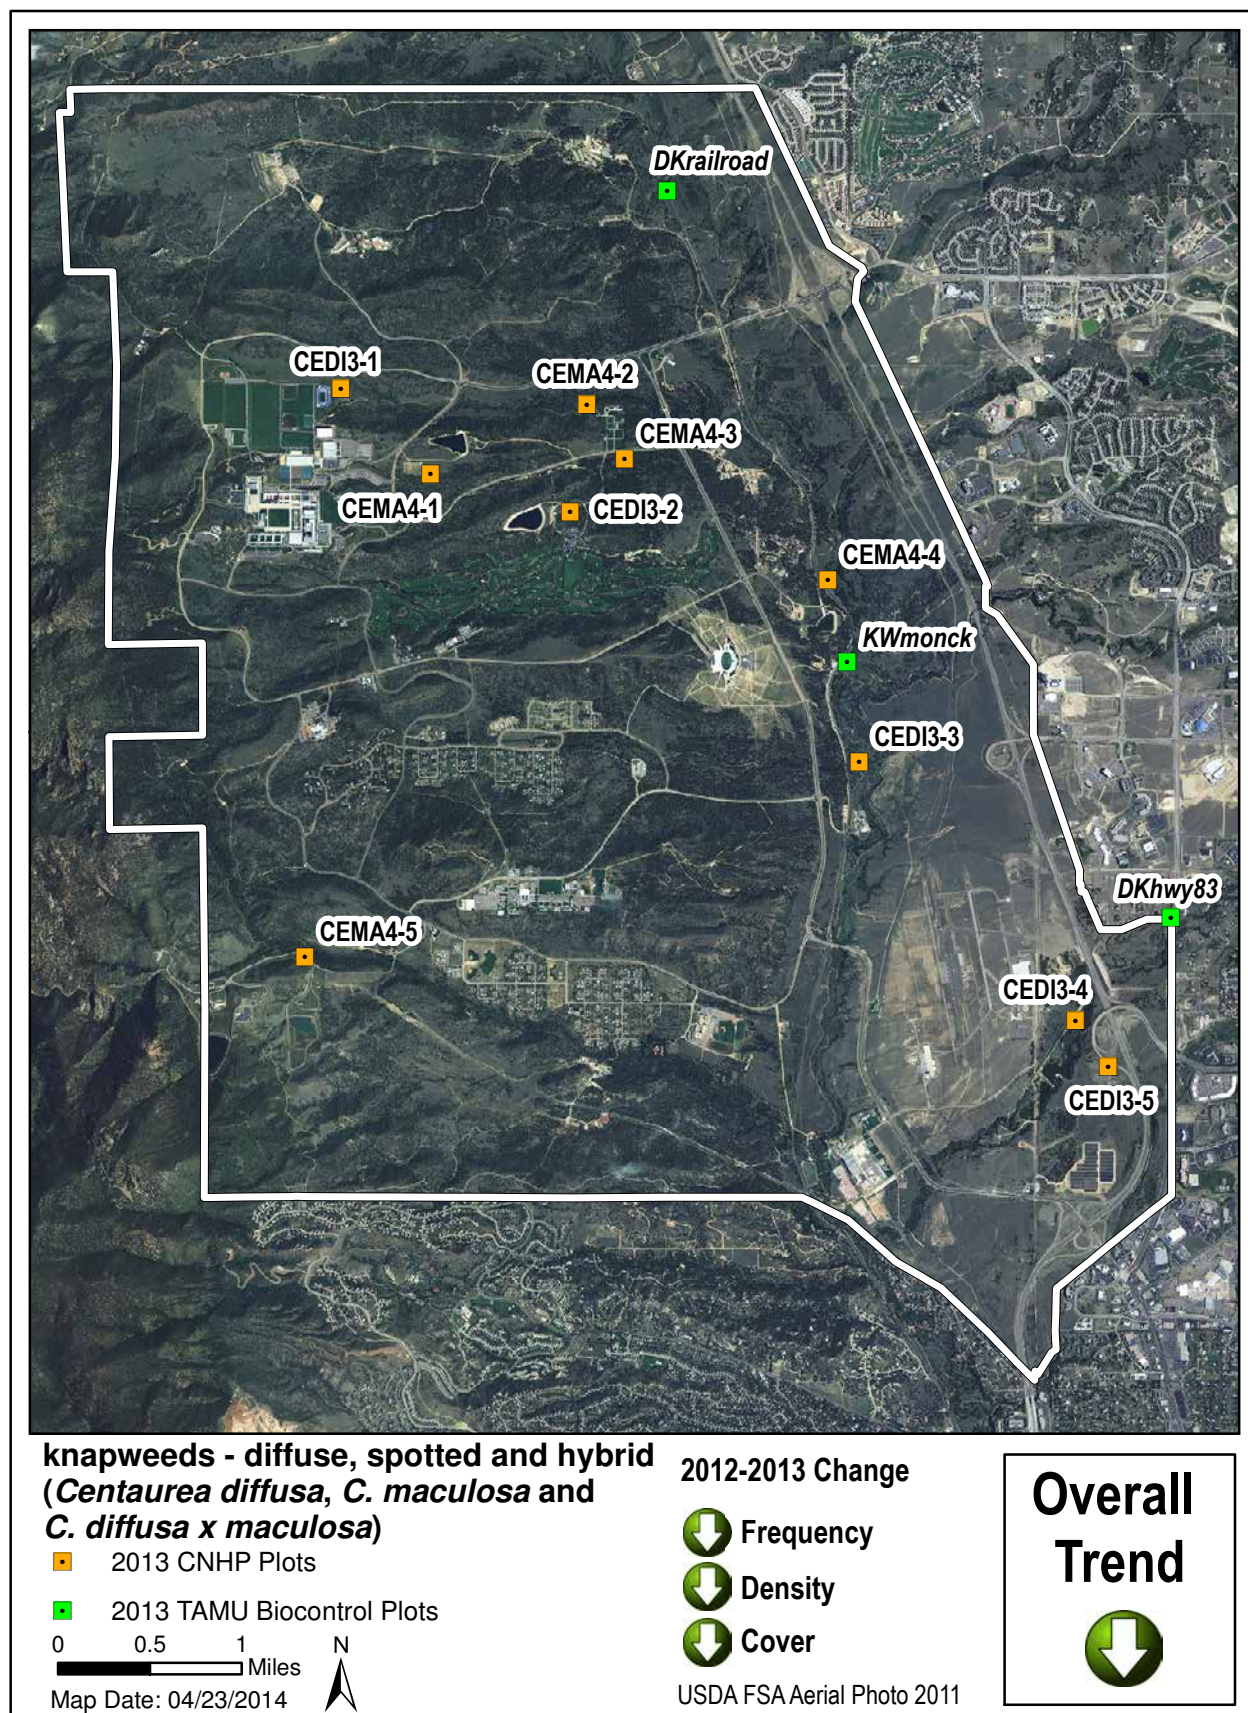 DKrailroad
CEDI3-1
CEMA4-2
CEMA4-3
CEMA4-1
CEDI3-2
CEMA4-4
KWmonck
CEDI3-3
DKhwy83
CEMA4-5
CEDI3-4
CEDI3-5
knapweeds - diffuse, spotted and hybrid
(Centaurea diffusa, C. maculosa and
C. diffusa x maculosa)
2013 CNHP Plots
2013 TAMU Biocontrol Plots
0 0.5 1
Miles
N
Map Date: 04/23/2014
2012-2013 Change
Frequency
Density
Cover
USDA FSA Aerial Photo 2011
Overall
Trend